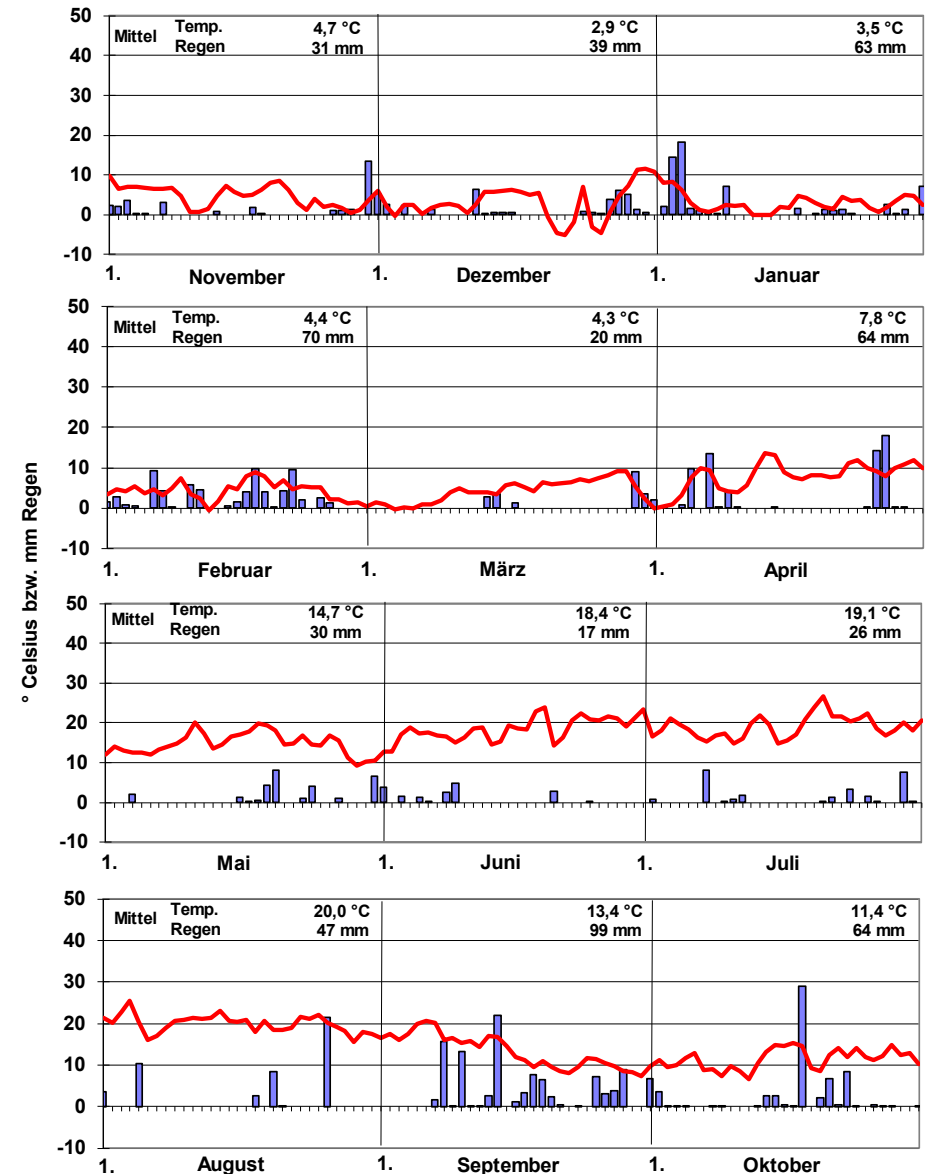 ° Celsius bzw. mm Regen
50
40
30
20
10
0
-10
Mittel Temp. 4,7 °C 2,9 °C 3,5 °C
Regen 31 mm 39 mm 63 mm
1. November 1. Dezember 1. Januar
50
40
30
20
10
0
-10
Mittel Temp. 4,4 °C 4,3 °C 7,8 °C
Regen 70 mm 20 mm 64 mm
1. Februar 1. März 1. April
50
40
30
20
10
0
-10
Mittel Temp. 14,7 °C 18,4 °C 19,1 °C
Regen 30 mm 17 mm 26 mm
1. Mai 1. Juni 1. Juli
50
40
30
20
10
0
-10
Mittel Temp. 20,0 °C 13,4 °C 11,4 °C
Regen 47 mm 99 mm 64 mm
1. August 1. September 1. Oktober